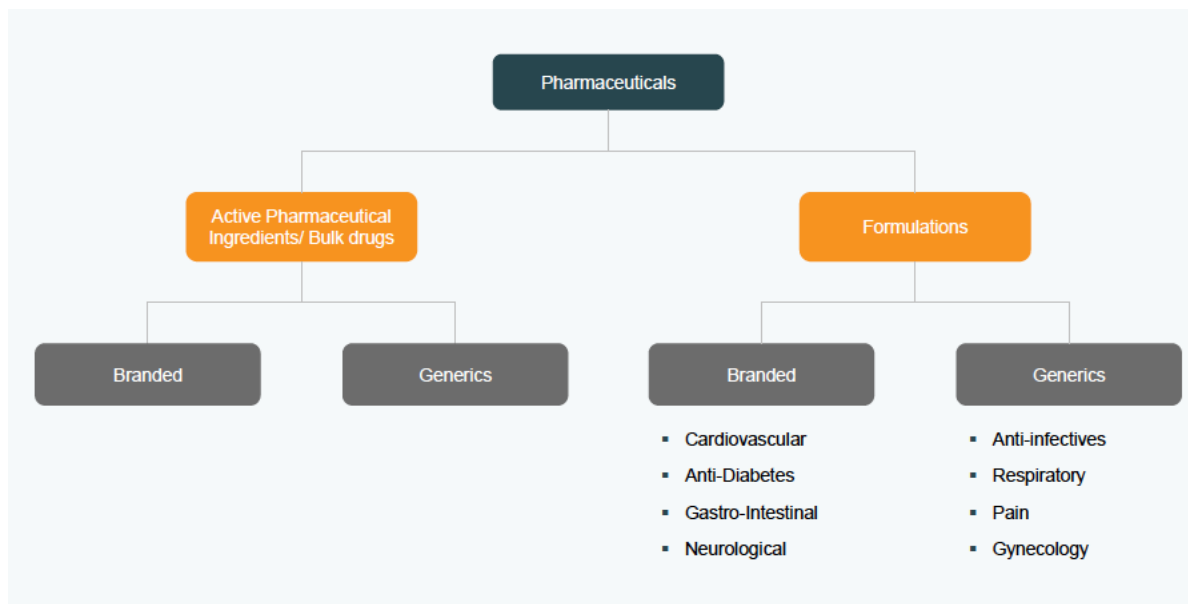 Pharmaceuticals
Active Pharmaceutical
Ingredients/ Bulk drugs
Formulations
Branded
Generics
Branded
Generics
▪ Cardiovascular
▪ Anti-Diabetes
▪ Gastro-Intestinal
▪ Neurological
▪ Anti-infectives
▪ Respiratory
▪ Pain
▪ Gynecology